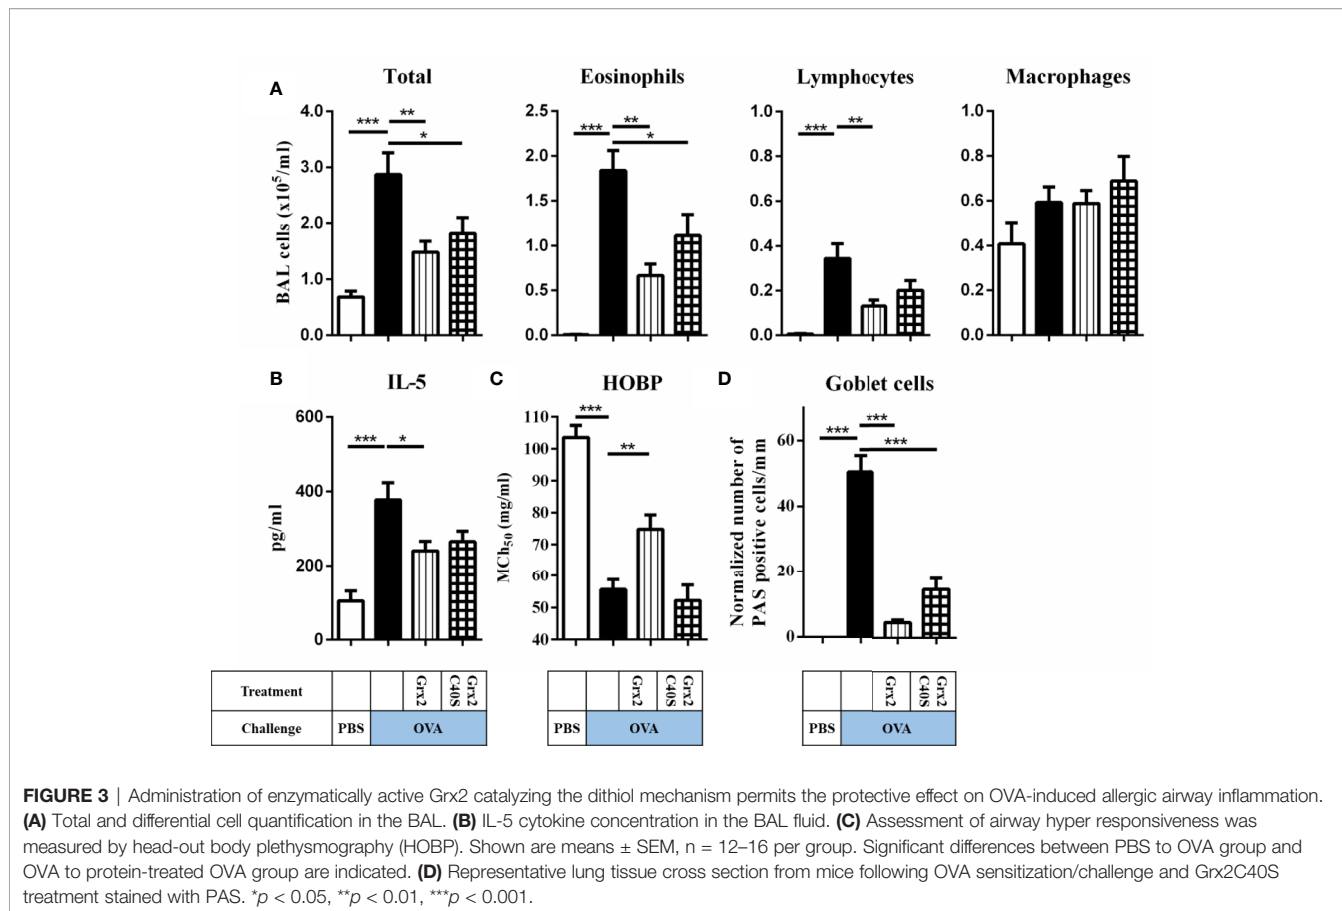 A
Total
Eosinophils
Lymphocytes
Macrophages
BAL cells (x10⁵/ml)
4.0
3.0
2.0
1.0
0.0
***
**
*
2.5
2.0
1.5
1.0
0.5
0.0
***
**
*
1.0
0.8
0.6
0.4
0.2
0.0
***
**
1.0
0.8
0.6
0.4
0.2
0.0
B
IL-5
pg/ml
600
400
200
0
***
*
C
HOBP
MCh₅₀ (mg/ml)
110
100
90
80
70
60
50
40
***
**
D
Goblet cells
Normalized number of
PAS positive cells/mm
60
40
20
0
***
***
***
Treatment
Grx2
Grx2
C40S
Challenge
PBS
OVA
Grx2
Grx2
C40S
PBS
OVA
Grx2
Grx2
C40S
PBS
OVA
FIGURE 3 | Administration of enzymatically active Grx2 catalyzing the dithiol mechanism permits the protective effect on OVA-induced allergic airway inflammation.
(A) Total and differential cell quantification in the BAL. (B) IL-5 cytokine concentration in the BAL fluid. (C) Assessment of airway hyper responsiveness was
measured by head-out body plethysmography (HOBP). Shown are means ± SEM, n = 12–16 per group. Significant differences between PBS to OVA group and
OVA to protein-treated OVA group are indicated. (D) Representative lung tissue cross section from mice following OVA sensitization/challenge and Grx2C40S
treatment stained with PAS. *p < 0.05, **p < 0.01, ***p < 0.001.